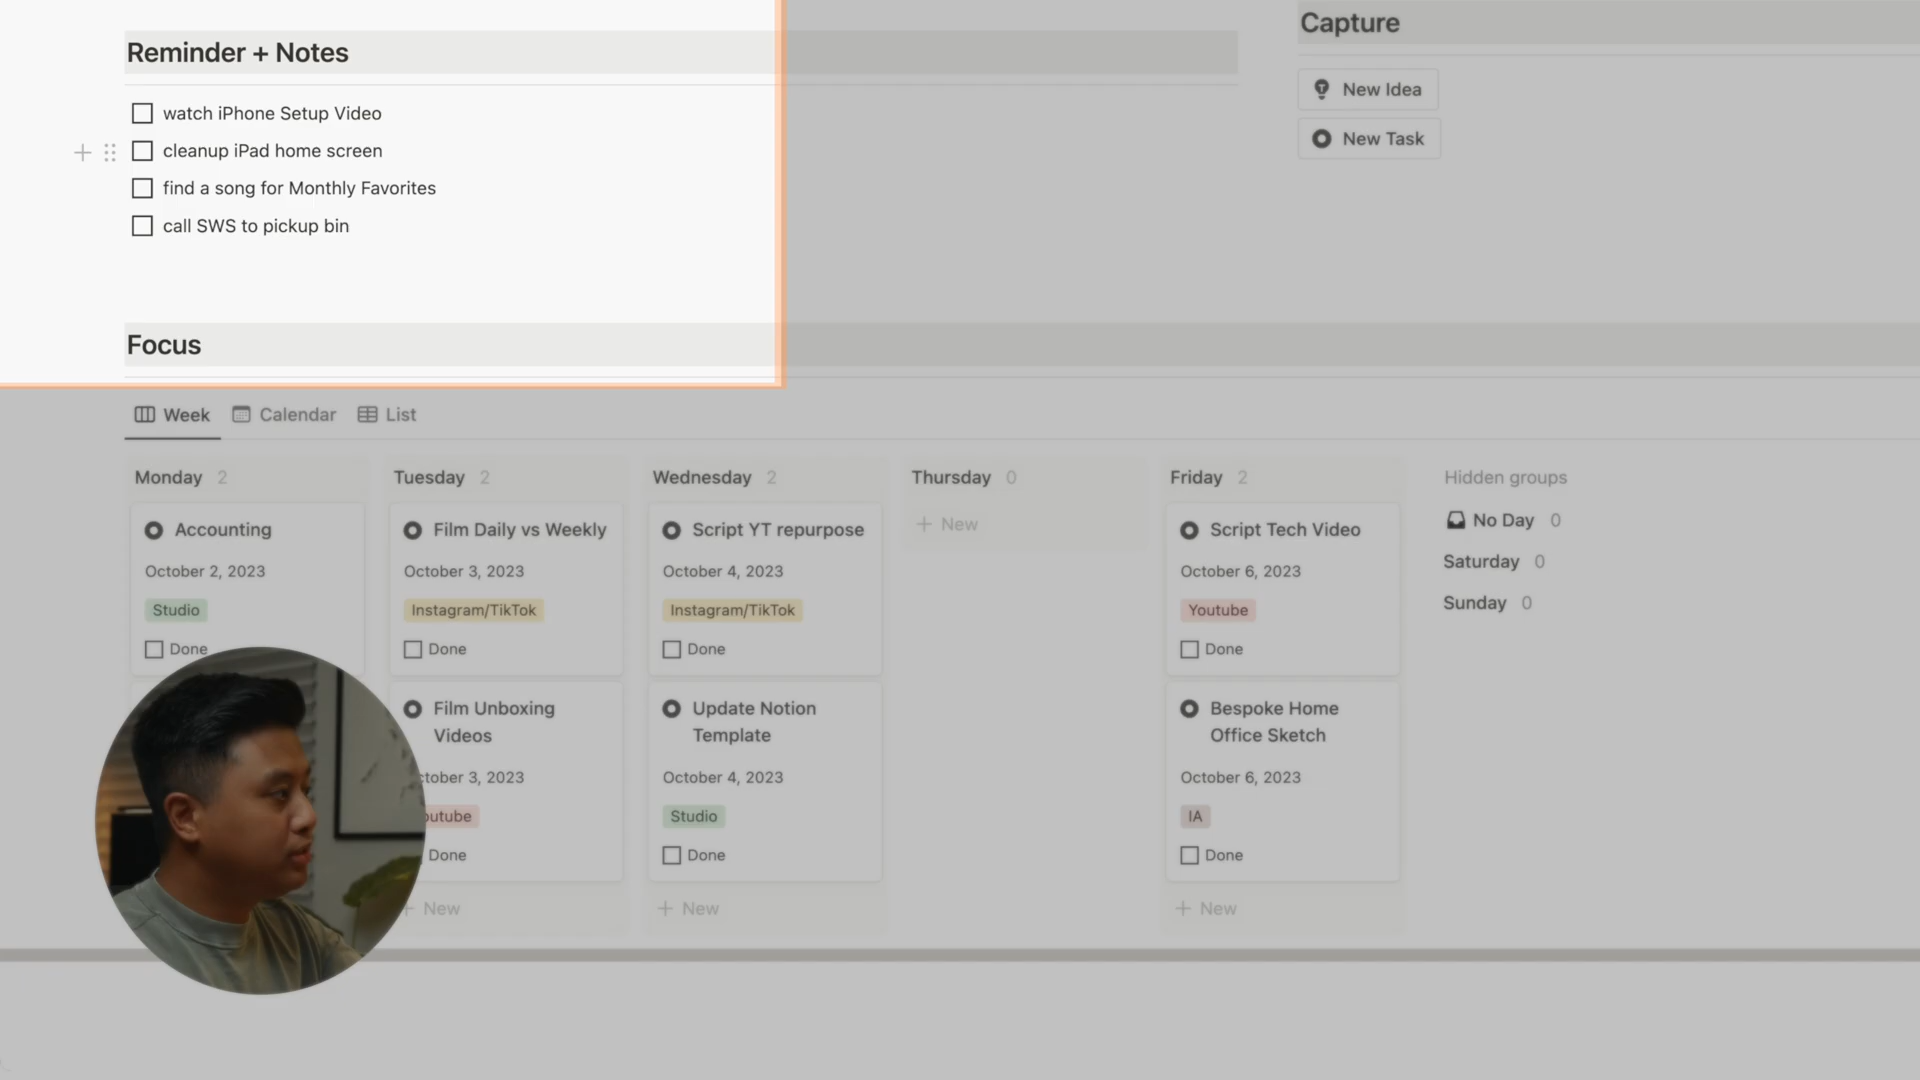 Reminder + Notes
watch iPhone Setup Video
cleanup iPad home screen
find a song for Monthly Favorites
call SWS to pickup bin
Capture
New Idea
New Task
Focus
Week Calendar List
Monday 2
Accounting
October 2, 2023
Studio
Done
Tuesday 2
Film Daily vs Weekly
October 3, 2023
Instagram/TikTok
Done
Film Unboxing
Videos
ctober 3, 2023
outube
Done
+ New
Wednesday 2
Script YT repurpose
October 4, 2023
Instagram/TikTok
Done
Update Notion
Template
October 4, 2023
Studio
Done
+ New
Thursday 0
+ New
Friday 2
Script Tech Video
October 6, 2023
Youtube
Done
Bespoke Home
Office Sketch
October 6, 2023
IA
Done
+ New
Hidden groups
No Day 0
Saturday 0
Sunday 0